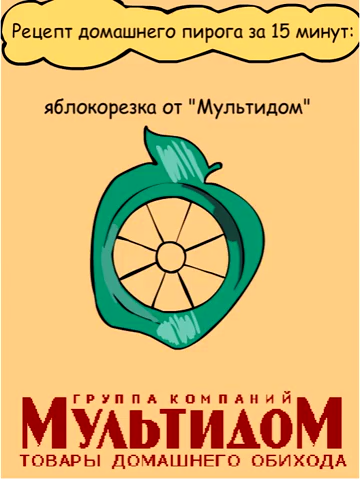 Рецепт домашнего пирога за 15 минут:
яблокорезка от "Мультидом"
ГРУППА КОМПАНИЙ
МУЛЬТИДОМ
ТОВАРЫ ДОМАШНЕГО ОБИХОДА